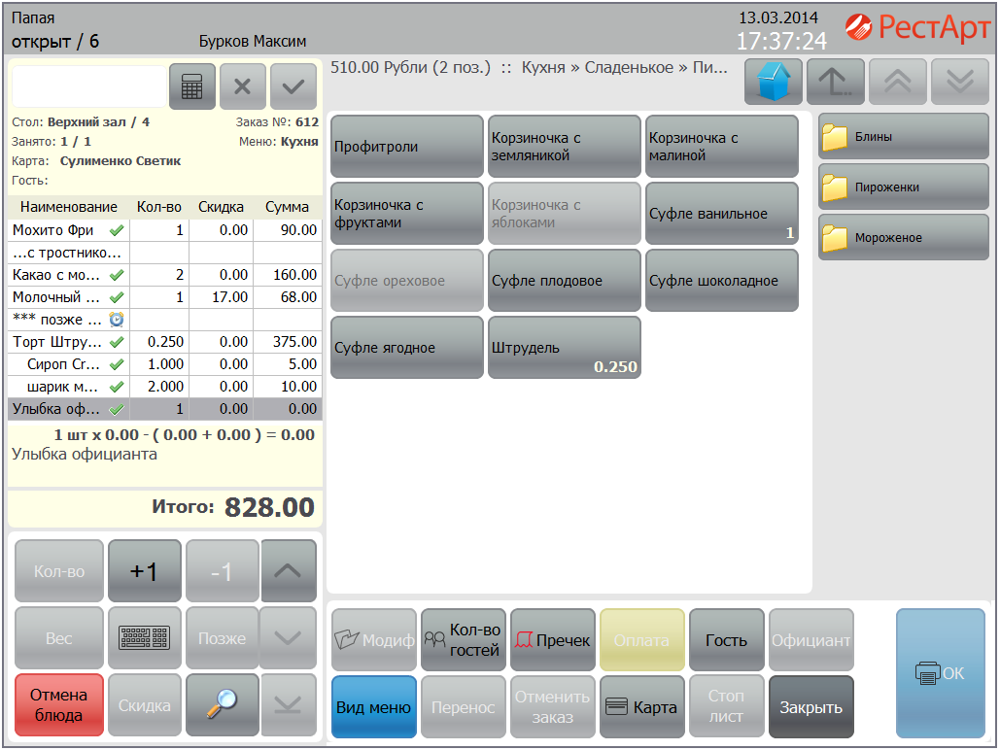 Папая
открыт / 6
Бурков Максим
13.03.2014
17:37:24
РестАрт
510.00 Рубли (2 поз.) :: Кухня » Сладенькое » Пи...
Стол: Верхний зал / 4
Заказ №: 612
Занято: 1 / 1
Меню: Кухня
Карта: Сулименко Светик
Гость:
Наименование Кол-во Скидка Сумма
Мохито Фри 1 0.00 90.00
...с тростнико...
Какао с мо... 2 0.00 160.00
Молочный ... 1 17.00 68.00
*** позже ...
Торт Штру... 0.250 0.00 375.00
Сироп Cr... 1.000 0.00 5.00
шарик м... 2.000 0.00 10.00
Улыбка оф... 1 0.00 0.00
1 шт x 0.00 - ( 0.00 + 0.00 ) = 0.00
Улыбка официанта
Итого: 828.00
Кол-во
+1
-1
Вес
Позже
Отмена
блюда
Скидка
Профитроли
Корзиночка с
земляникой
Корзиночка с
малиной
Корзиночка с
фруктами
Корзиночка с
яблоками
Суфле ванильное
1
Суфле ореховое
Суфле плодовое
Суфле шоколадное
Суфле ягодное
Штрудель
0.250
Блины
Пироженки
Мороженое
Модиф
Кол-во
гостей
Пречек
Оплата
Гость
Официант
Вид меню
Перенос
Отменить
заказ
Карта
Стоп
лист
Закрыть
ОК